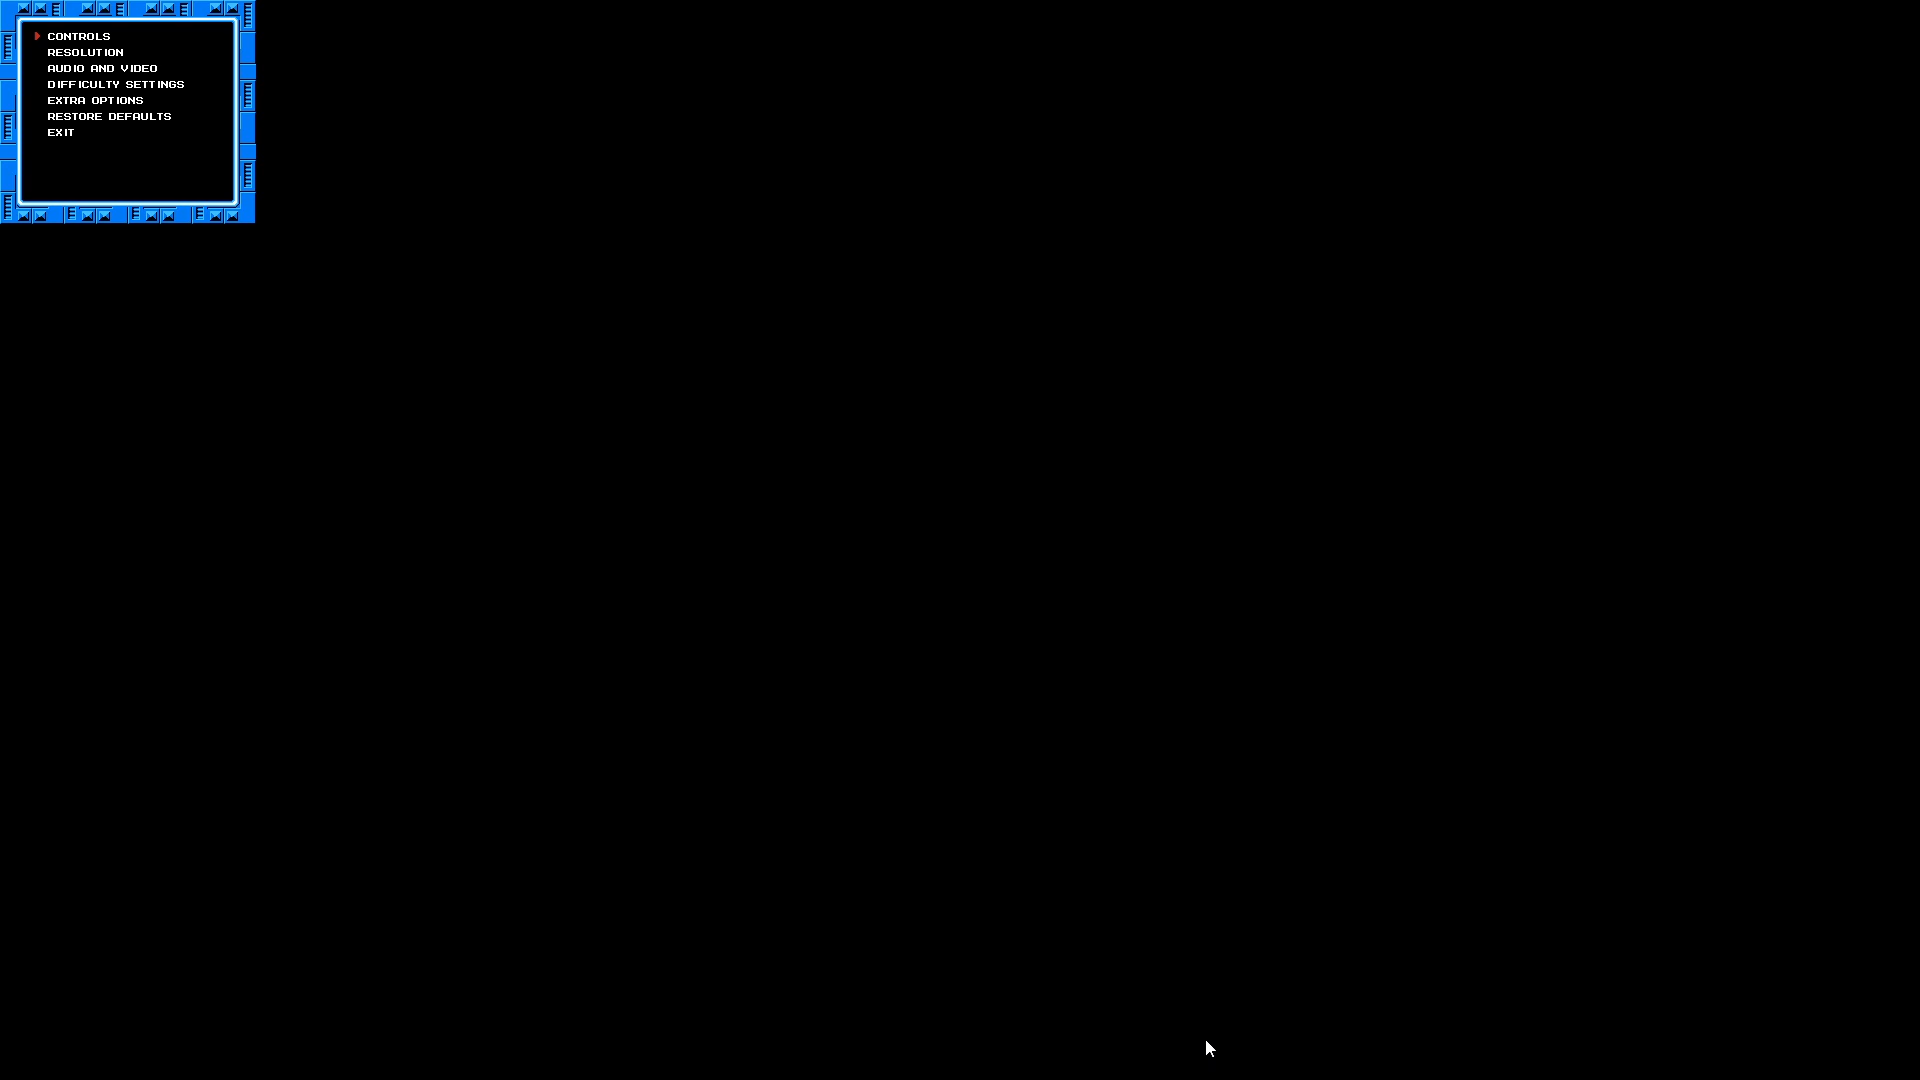 CONTROLS
RESOLUTION
AUDIO AND VIDEO
DIFFICULTY SETTINGS
EXTRA OPTIONS
RESTORE DEFAULTS
EXIT